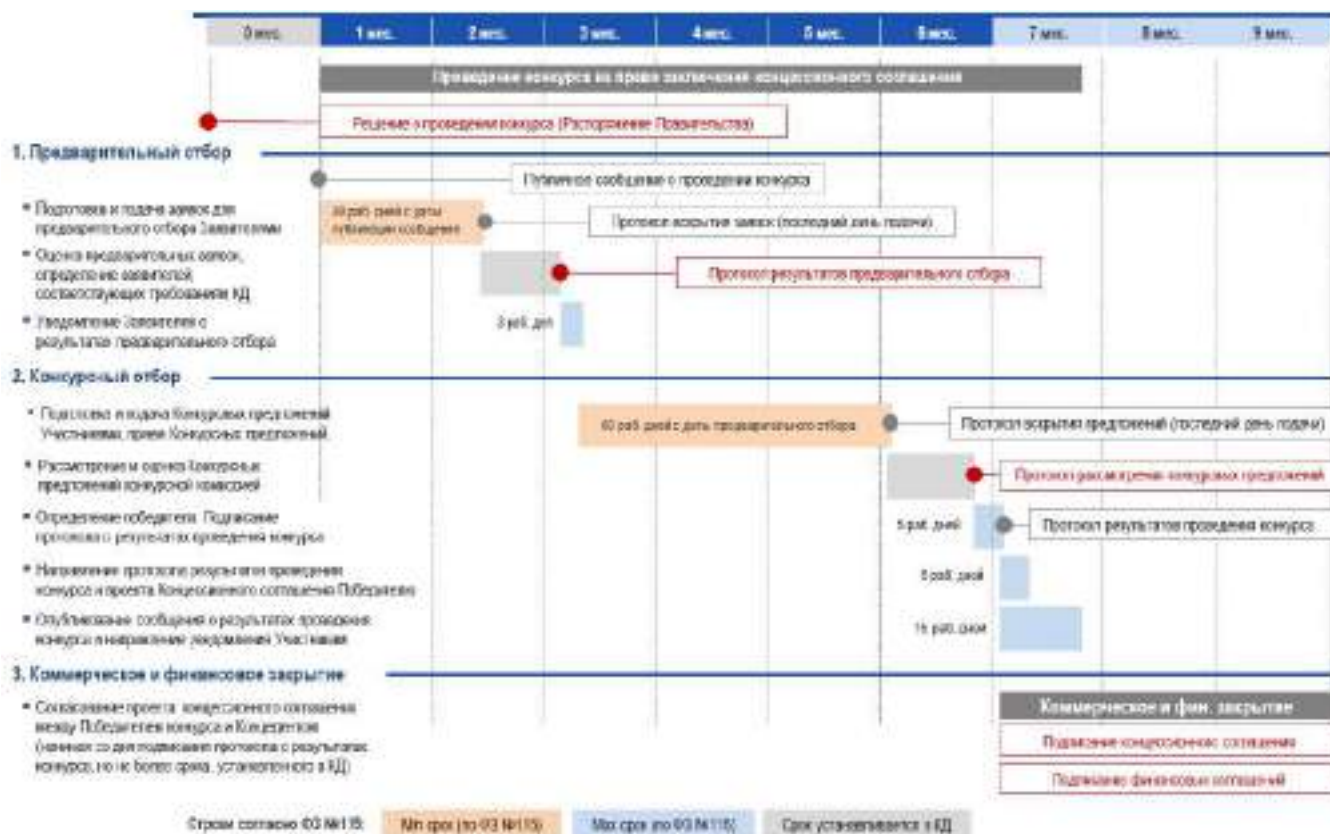 0 мес. 1 мес. 2 мес. 3 мес. 4 мес. 5 мес. 6 мес. 7 мес. 8 мес. 9 мес.
Проведение конкурса на право заключения концессионного соглашения
Решение о проведении конкурса (Распоряжение Правительства)
1. Предварительный отбор
Публичное сообщение о проведении конкурса
• Подготовка и подача заявок для
предварительного отбора Заявителями
30 раб. дней с даты
публикации сообщения
Протокол вскрытия заявок (последний день подачи)
• Оценка предварительных заявок,
определение заявителей,
соответствующих требованиям КД
Протокол результатов предварительного отбора
• Уведомление Заявителей о
результатах предварительного отбора
3 раб. дня
2. Конкурсный отбор
• Подготовка и подача Конкурсных предложений
Участниками, прием Конкурсных предложений
60 раб. дней с даты предварительного отбора
Протокол вскрытия предложений (последний день подачи)
• Рассмотрение и оценка Конкурсных
предложений конкурсной комиссией
Протокол рассмотрения конкурсных предложений
• Определение победителя. Подписание
протокола о результатах проведения конкурса
5 раб. дней
Протокол результатов проведения конкурса
• Направление протокола результатов проведения
конкурса и проекта Концессионного соглашения Победителю
5 раб. дней
• Опубликование сообщения о результатах проведения
конкурса и направление уведомления Участникам
15 раб. дней
3. Коммерческое и финансовое закрытие
• Согласование проекта концессионного соглашения
между Победителем конкурса и Концедентом
(начиная со дня подписания протокола о результатах
конкурса, но не более срока, установленного в КД)
Коммерческое и фин. закрытие
Подписание концессионного соглашения
Подписание финансовых соглашений
Сроки согласно ФЗ №115: Min срок (по ФЗ №115) Max срок (по ФЗ №115) Срок устанавливается в КД